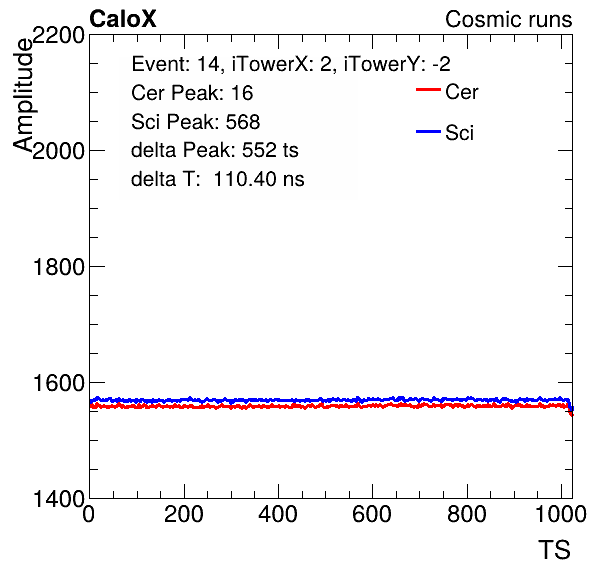 CaloX Cosmic runs
Amplitude
2200
2000
1800
1600
1400
Event: 14, iTowerX: 2, iTowerY: -2
Cer Peak: 16
Sci Peak: 568
delta Peak: 552 ts
delta T: 110.40 ns
Cer
Sci
0 200 400 600 800 1000
TS